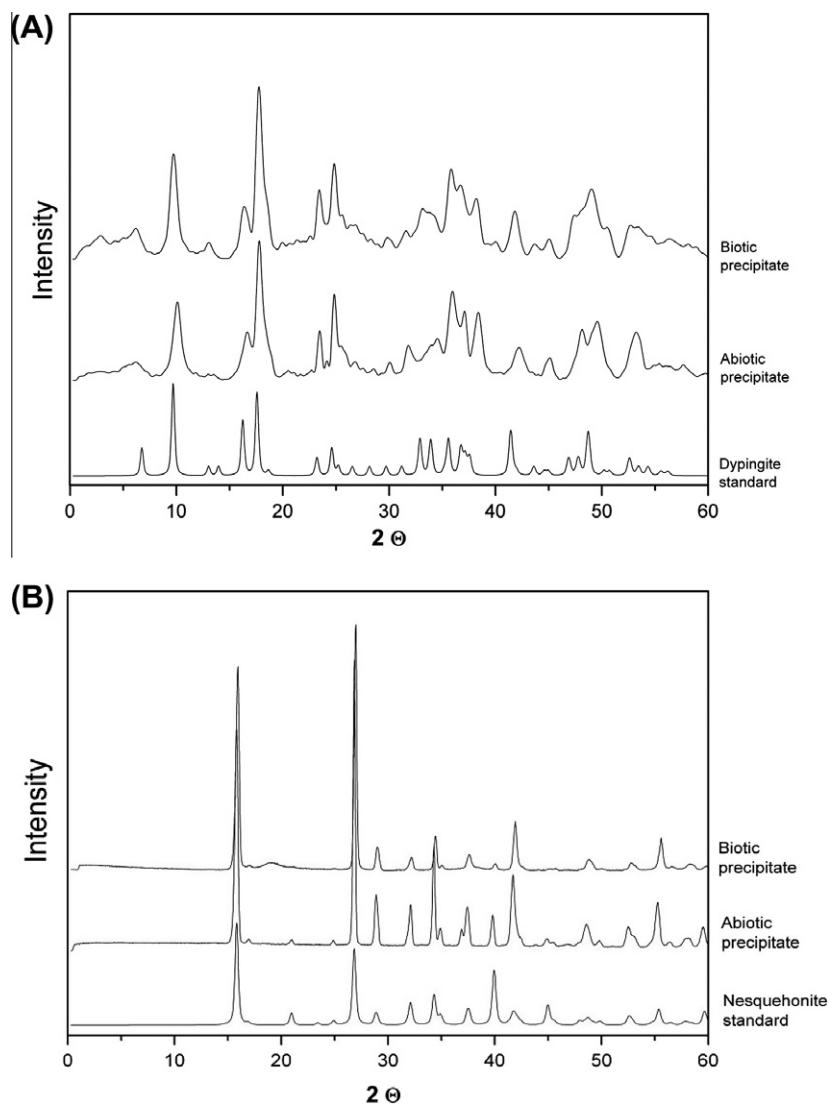 (A)
Intensity
Biotic
precipitate
Abiotic
precipitate
Dypingite
standard
0 10 20 30 40 50 60
2 Θ
(B)
Intensity
Biotic
precipitate
Abiotic
precipitate
Nesquehonite
standard
0 10 20 30 40 50 60
2 Θ